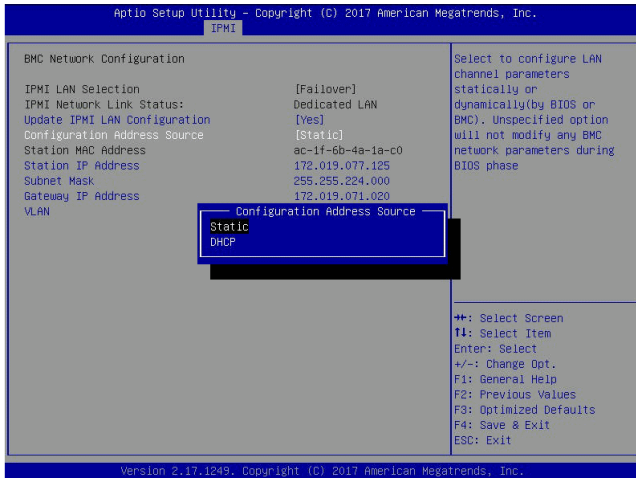 Aptio Setup Utility – Copyright (C) 2017 American Megatrends, Inc.
IPMI
BMC Network Configuration
IPMI LAN Selection [Failover]
IPMI Network Link Status: Dedicated LAN
Update IPMI LAN Configuration [Yes]
Configuration Address Source [Static]
Station MAC Address ac-1f-6b-4a-1a-c0
Station IP Address 172.019.077.125
Subnet Mask 255.255.224.000
Gateway IP Address 172.019.071.020
VLAN
Configuration Address Source
Static
DHCP
Select to configure LAN
channel parameters
statically or
dynamically(by BIOS or
BMC). Unspecified option
will not modify any BMC
network parameters during
BIOS phase
→←: Select Screen
↑↓: Select Item
Enter: Select
+/-: Change Opt.
F1: General Help
F2: Previous Values
F3: Optimized Defaults
F4: Save & Exit
ESC: Exit
Version 2.17.1249. Copyright (C) 2017 American Megatrends, Inc.